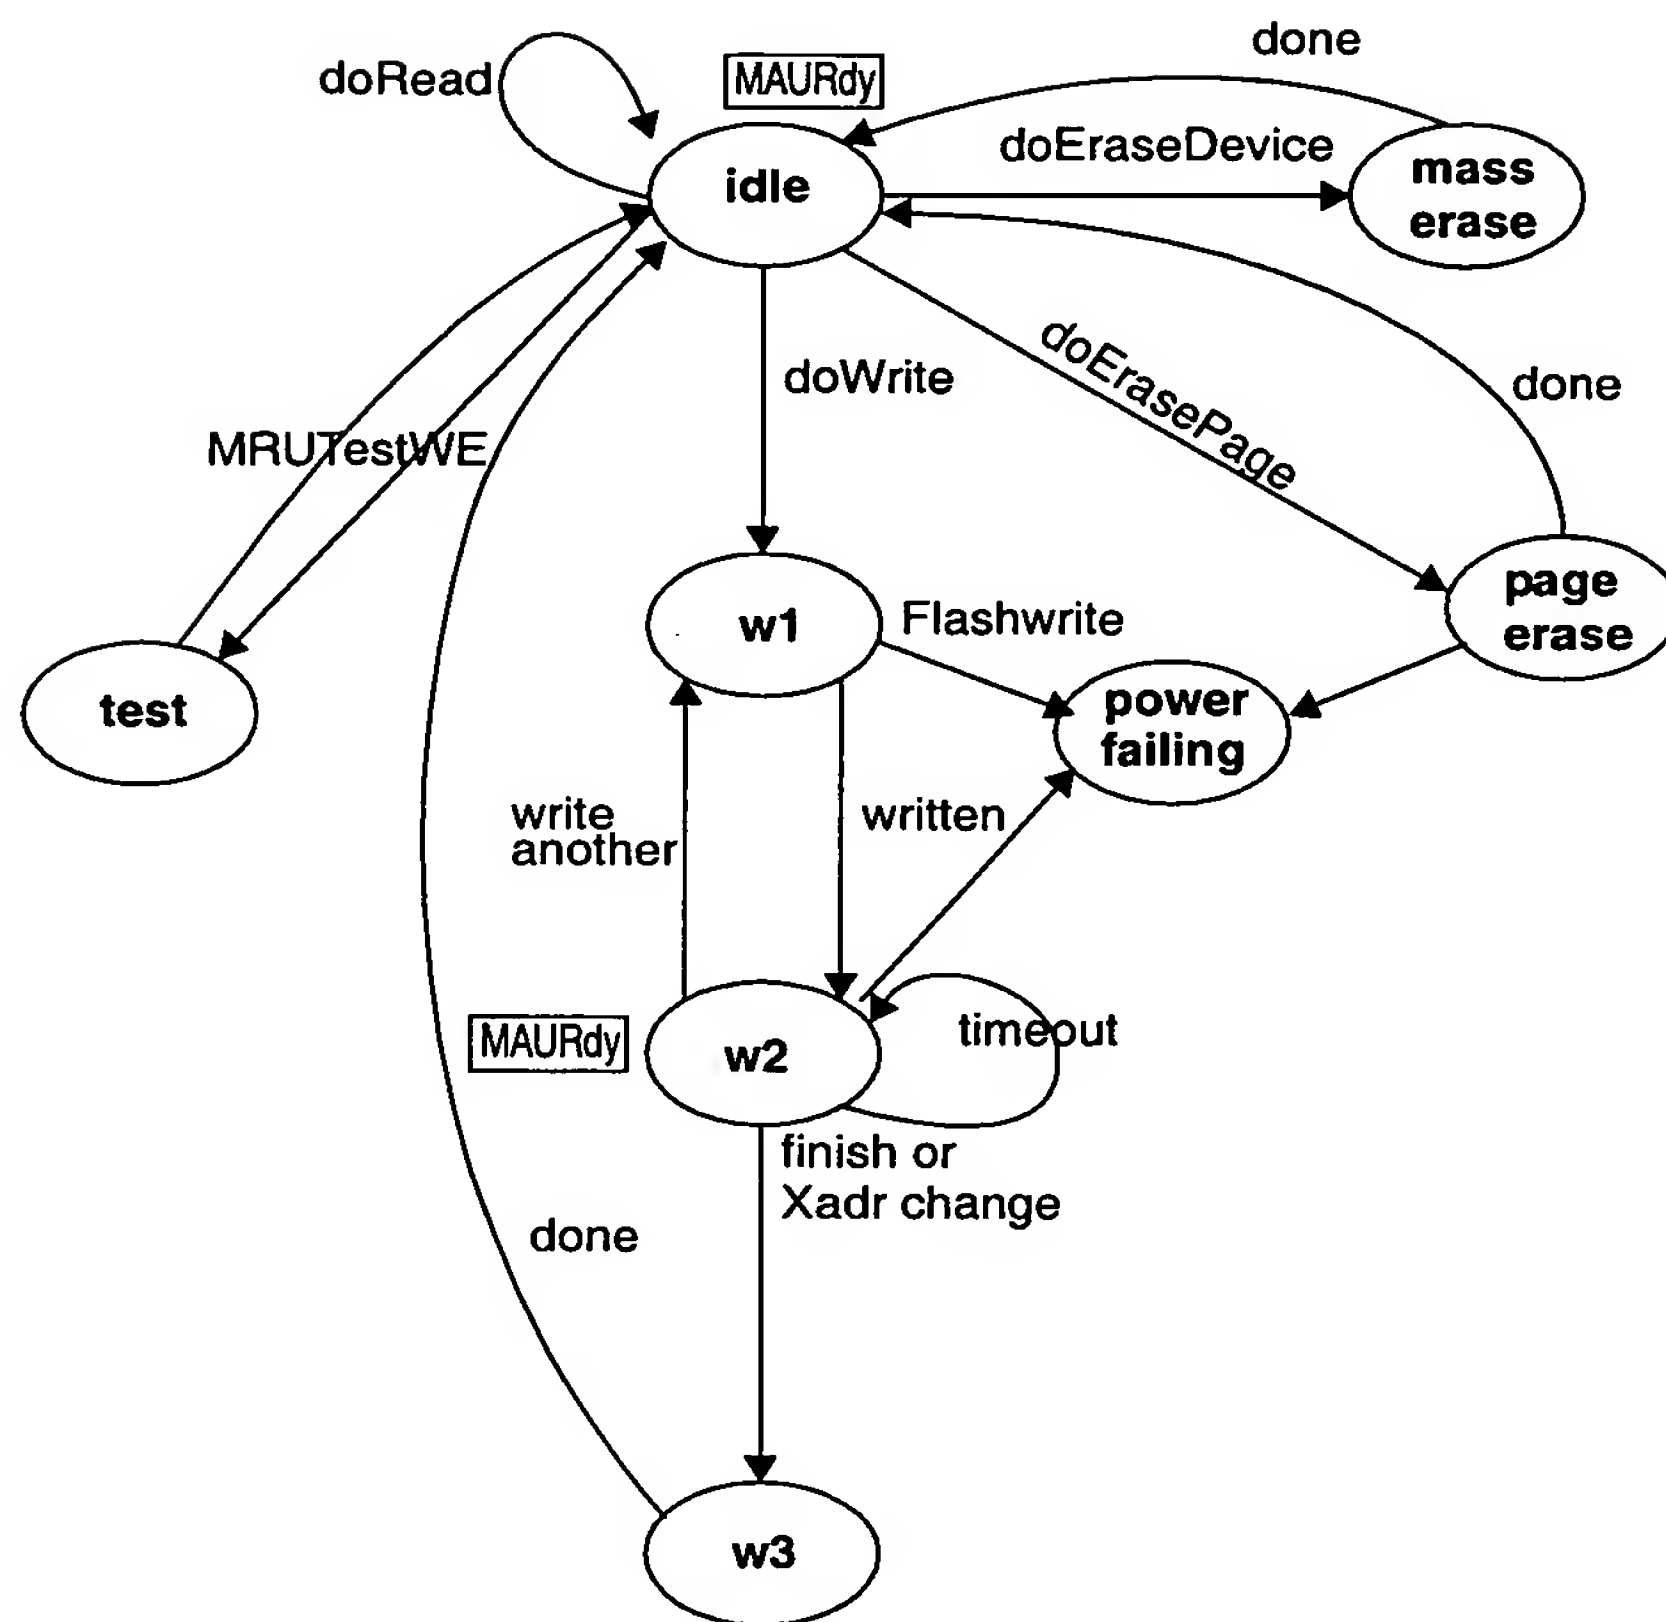 done
doRead
MAURdy
doEraseDevice
mass
erase
idle
doErasePage
doWrite
done
MRUTestWE
page
erase
w1
Flashwrite
power
failing
test
write
another
written
MAURdy
w2
timeout
finish or
Xadr change
done
w3